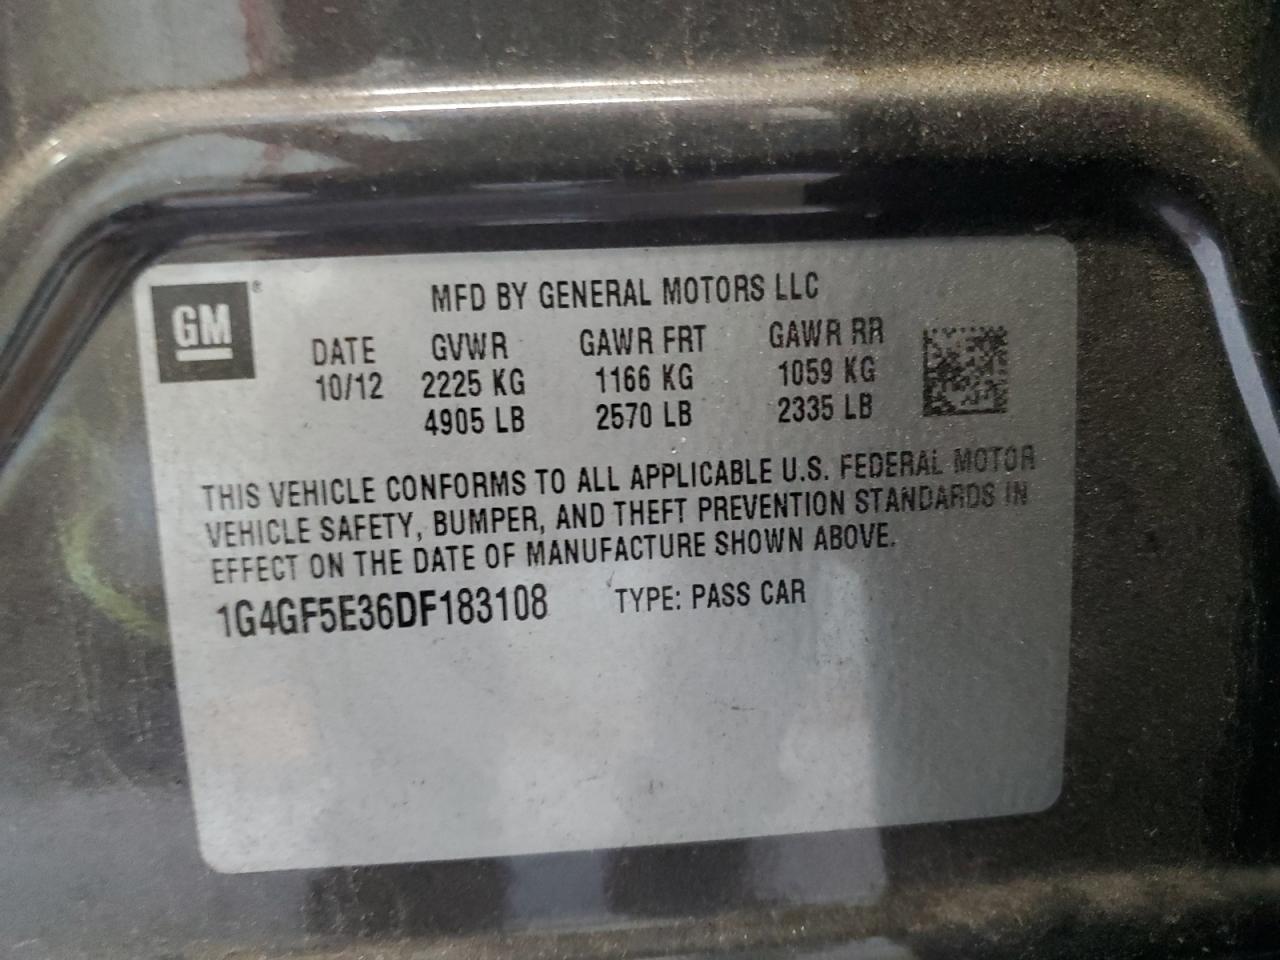 GM ®
MFD BY GENERAL MOTORS LLC
DATE GVWR GAWR FRT GAWR RR
10/12 2225 KG 1166 KG 1059 KG
4905 LB 2570 LB 2335 LB
THIS VEHICLE CONFORMS TO ALL APPLICABLE U.S. FEDERAL MOTOR
VEHICLE SAFETY, BUMPER, AND THEFT PREVENTION STANDARDS IN
EFFECT ON THE DATE OF MANUFACTURE SHOWN ABOVE.
1G4GF5E36DF183108 TYPE: PASS CAR